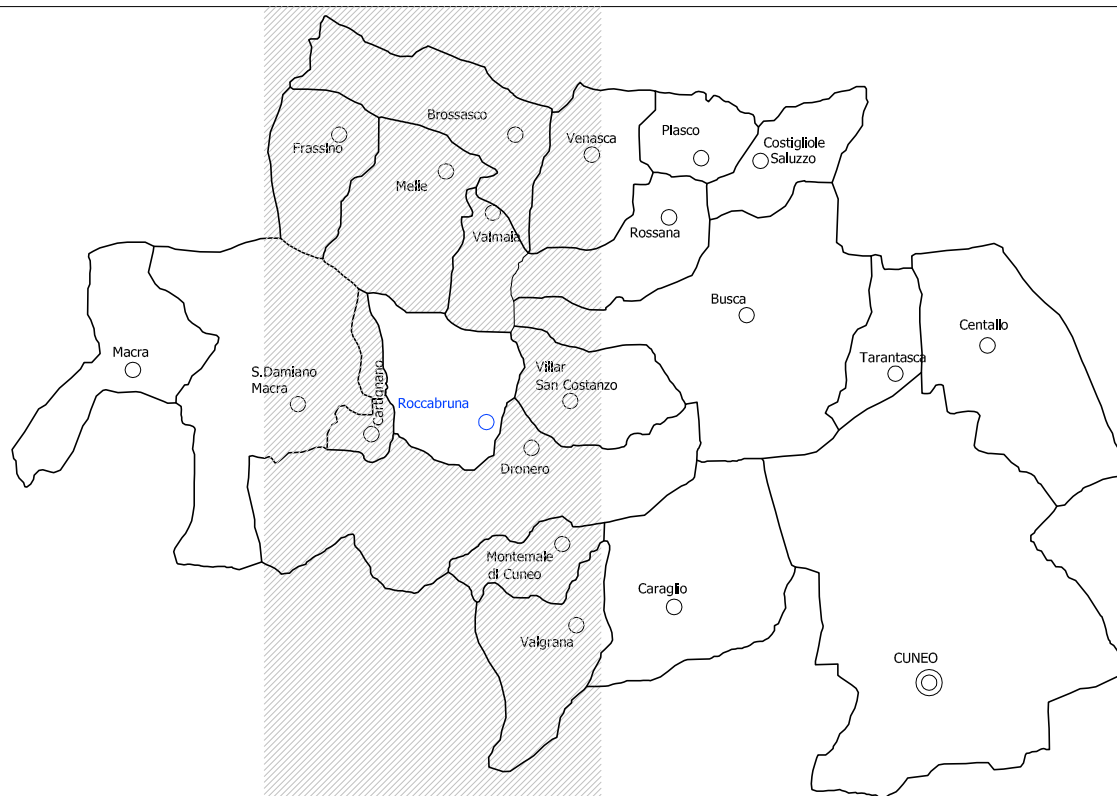 Brossasco
Frassino
Venasca
Piasco
Costigliole
Saluzzo
Melle
Valmala
Rossana
Busca
Macra
S.Damiano
Macra
Cartignano
Roccabruna
Villar
San Costanzo
Tarantasca
Centallo
Dronero
Montemale
di Cuneo
Caraglio
Valgrana
CUNEO